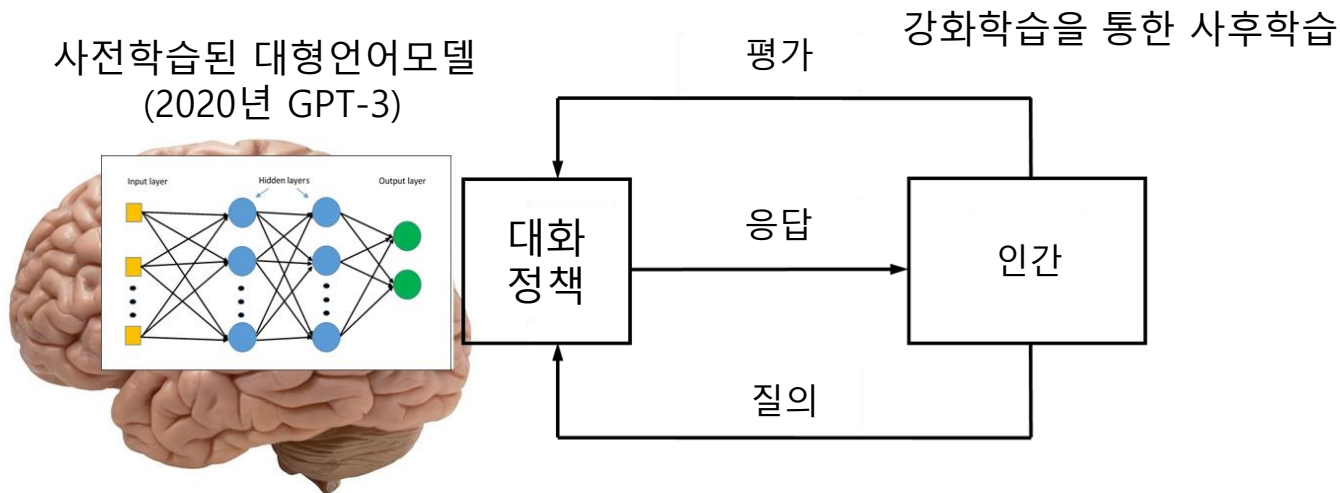 강화학습을 통한 사후학습
사전학습된 대형언어모델
(2020년 GPT-3)
평가
Input layer
Hidden layers
Output layer
대화
정책
응답
인간
질의